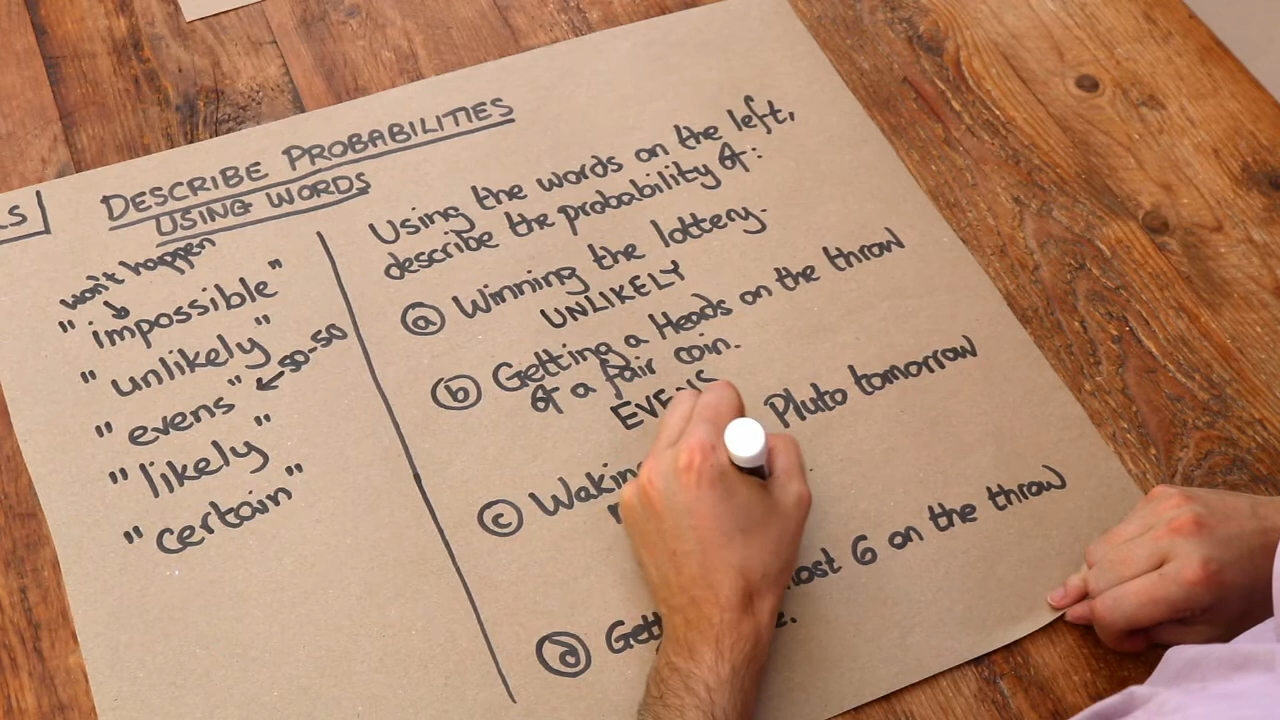 LS
DESCRIBE PROBABILITIES
USING WORDS
won't happen
"impossible"
"unlikely"
"evens" ← 50-50
"likely"
"certain"
Using the words on the left,
describe the probability of:
(a) Winning the lottery.
UNLIKELY
(b) Getting a Heads on the throw
of a fair coin.
EVENS
(c) Pluto tomorrow
(d) 6 on the throw